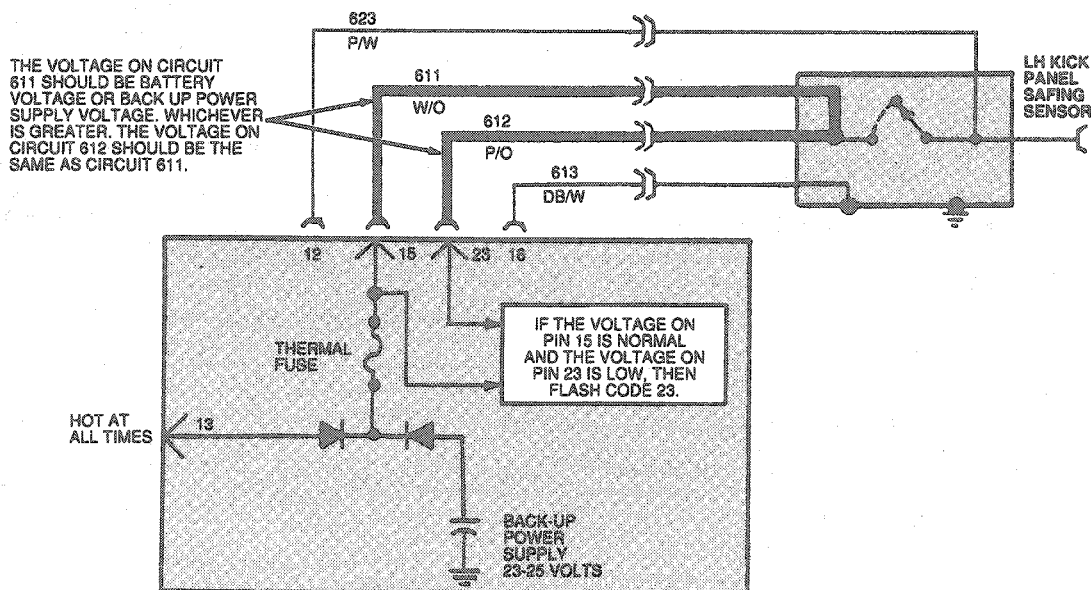 623
P/W
THE VOLTAGE ON CIRCUIT
611 SHOULD BE BATTERY
VOLTAGE OR BACK UP POWER
SUPPLY VOLTAGE. WHICHEVER
IS GREATER. THE VOLTAGE ON
CIRCUIT 612 SHOULD BE THE
SAME AS CIRCUIT 611.
611
W/O
612
P/O
613
DB/W
LH KICK
PANEL
SAFING
SENSOR
12
15
23
18
THERMAL
FUSE
IF THE VOLTAGE ON
PIN 15 IS NORMAL
AND THE VOLTAGE ON
PIN 23 IS LOW, THEN
FLASH CODE 23.
HOT AT
ALL TIMES
13
BACK-UP
POWER
SUPPLY
23-25 VOLTS